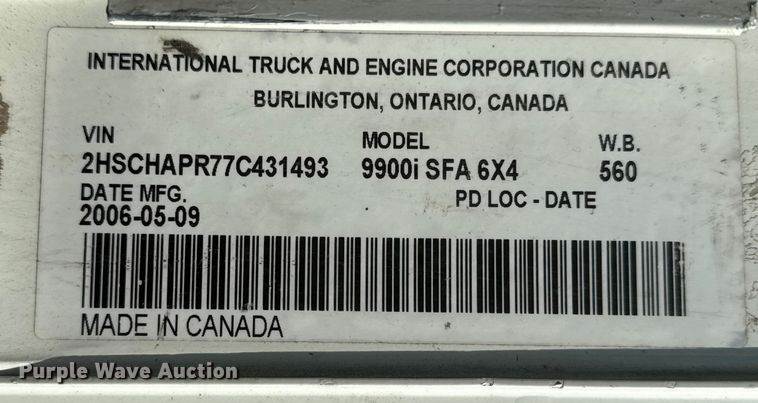 INTERNATIONAL TRUCK AND ENGINE CORPORATION CANADA
BURLINGTON, ONTARIO, CANADA
VIN MODEL W.B.
2HSCHAPR77C431493 9900i SFA 6X4 560
DATE MFG. PD LOC - DATE
2006-05-09
MADE IN CANADA
Purple Wave Auction